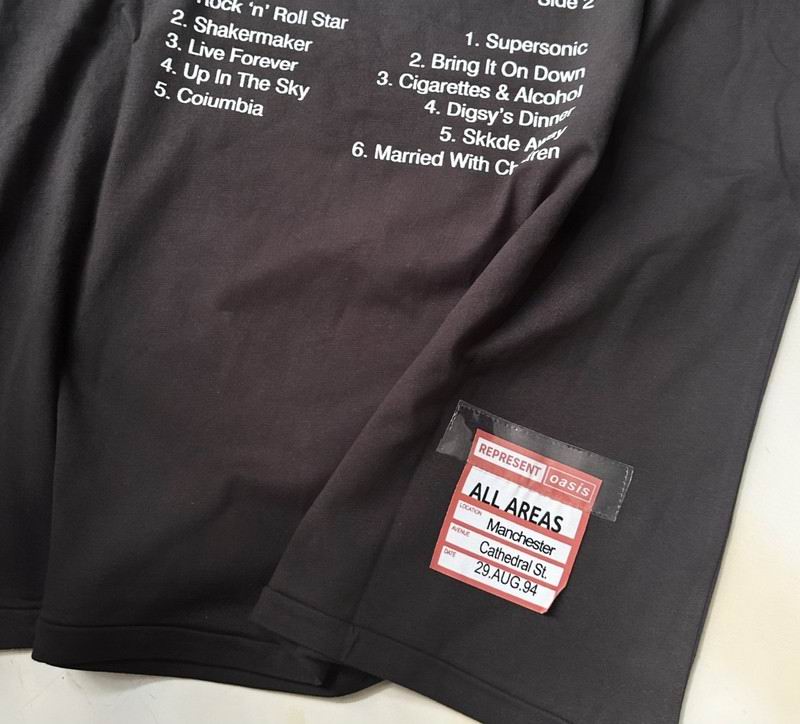 Rock ‘n’ Roll Star
2. Shakermaker
3. Live Forever
4. Up In The Sky
5. Coiumbia
Side 2
1. Supersonic
2. Bring It On Down
3. Cigarettes & Alcohol
4. Digsy's Dinner
5. Skkde Away
6. Married With Children
REPRESENT oasis
ALL AREAS
LOCATION
Manchester
AVENUE
Cathedral St.
DATE
29.AUG.94